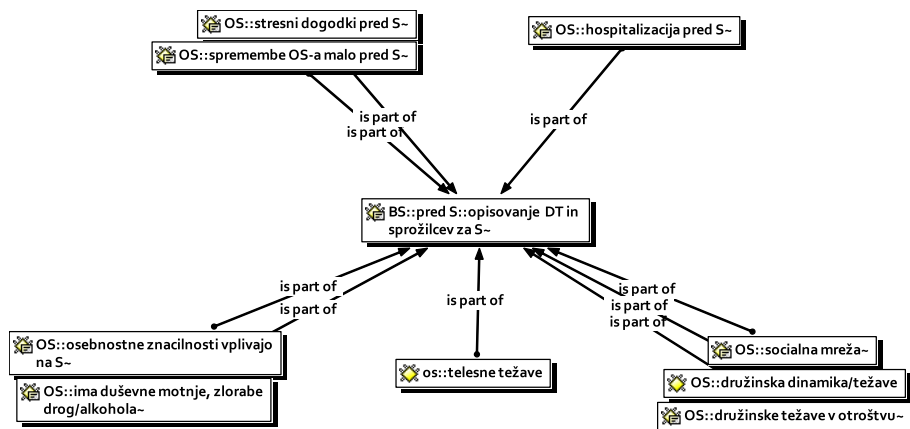 OS::stresni dogodki pred S~
OS::hospitalizacija pred S~
OS::spremembe OS-a malo pred S~
is part of
is part of
is part of
BS::pred S::opisovanje DT in
sprožilcev za S~
is part of
is part of
is part of
is part of
is part of
is part of
OS::osebnostne znacilnosti vplivajo
na S~
OS::socialna mreža~
os::telesne težave
OS::družinska dinamika/težave
OS::ima duševne motnje, zlorabe
drog/alkohola~
OS::družinske težave v otroštvu~